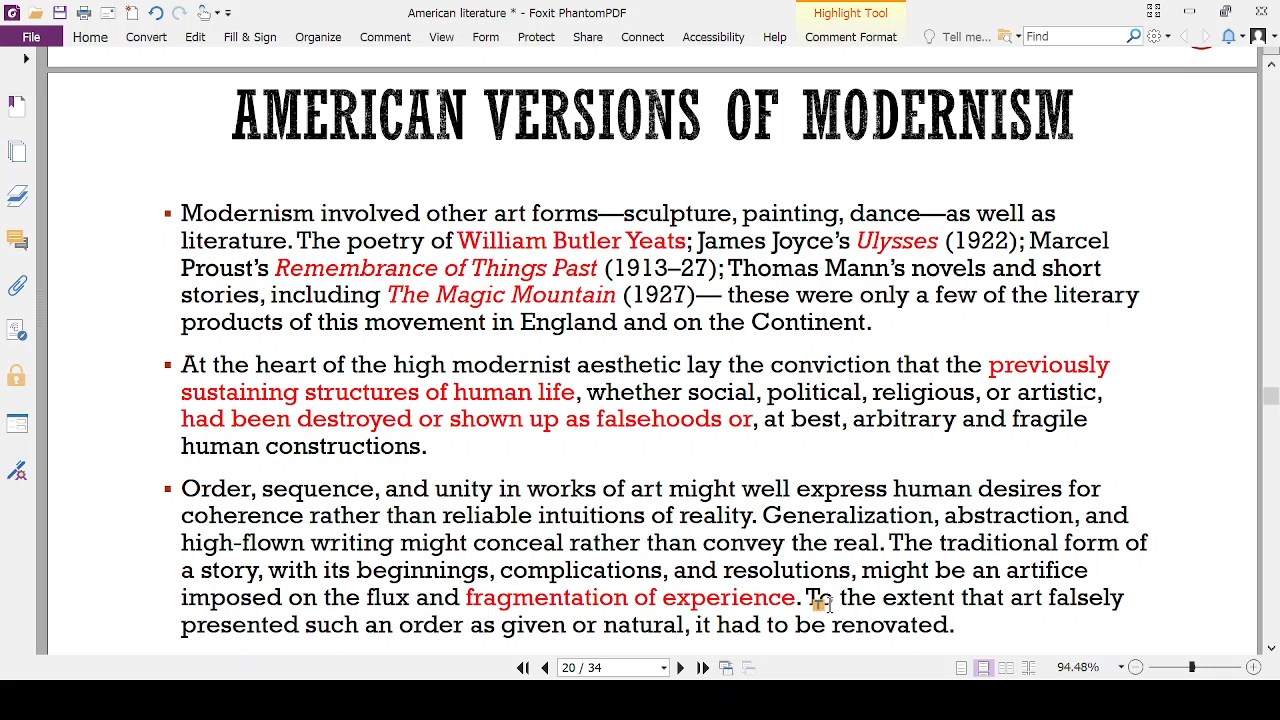 American literature * - Foxit PhantomPDF
Highlight Tool
File Home Convert Edit Fill & Sign Organize Comment View Form Protect Share Connect Accessibility Help Comment Format Tell me... Find
AMERICAN VERSIONS OF MODERNISM
▪ Modernism involved other art forms—sculpture, painting, dance—as well as
literature. The poetry of William Butler Yeats; James Joyce's Ulysses (1922); Marcel
Proust's Remembrance of Things Past (1913–27); Thomas Mann's novels and short
stories, including The Magic Mountain (1927)— these were only a few of the literary
products of this movement in England and on the Continent.
▪ At the heart of the high modernist aesthetic lay the conviction that the previously
sustaining structures of human life, whether social, political, religious, or artistic,
had been destroyed or shown up as falsehoods or, at best, arbitrary and fragile
human constructions.
▪ Order, sequence, and unity in works of art might well express human desires for
coherence rather than reliable intuitions of reality. Generalization, abstraction, and
high-flown writing might conceal rather than convey the real. The traditional form of
a story, with its beginnings, complications, and resolutions, might be an artifice
imposed on the flux and fragmentation of experience. To the extent that art falsely
presented such an order as given or natural, it had to be renovated.
20 / 34
94.48%